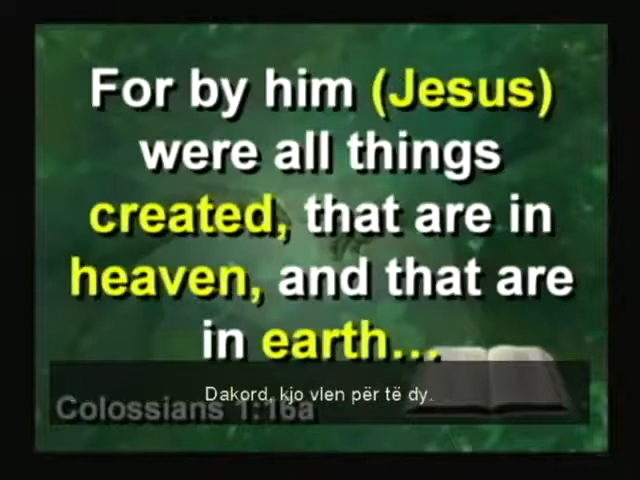 For by him (Jesus)
were all things
created, that are in
heaven, and that are
in earth...
Dakord, kjo vlen për të dy.
Colossians 1:16a